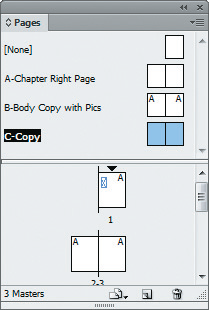 Pages
[None]
A-Chapter Right Page
B-Body Copy with Pics
A A
C-Copy
A
1
A A
2-3
3 Masters